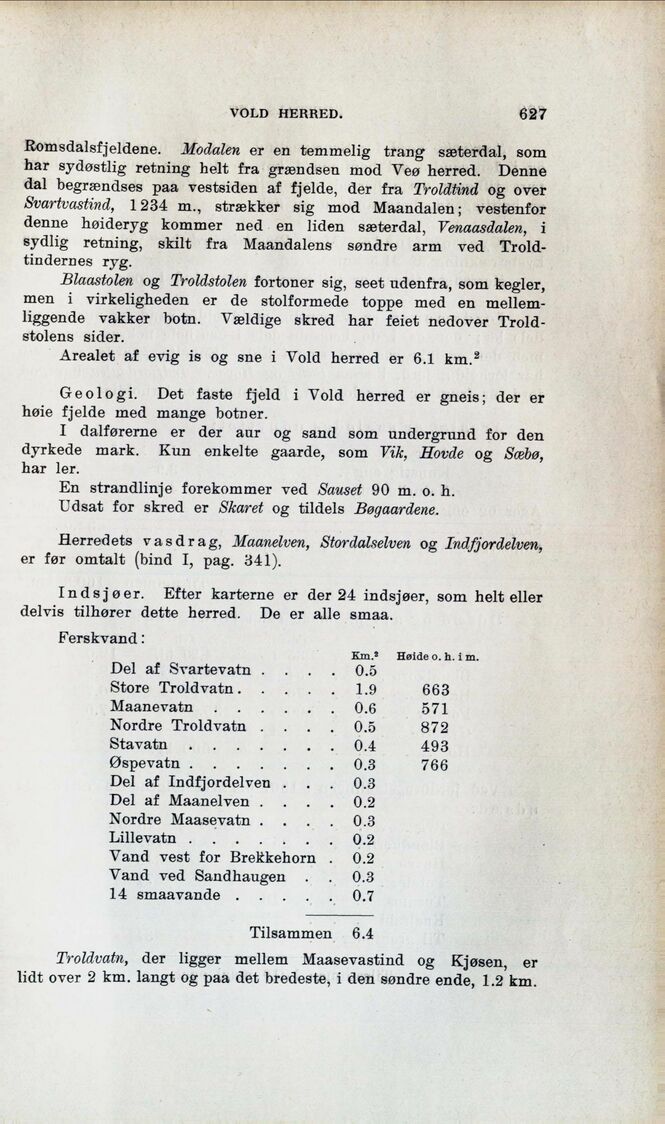 VOLD HERRED. 627
Romsdalsfjeldene. Modalen er en temmelig trang sæterdal, som
har sydøstlig retning helt fra grændsen mod Veø herred. Denne
dal begrændses paa vestsiden af fjelde, der fra Troldtind og over
Svartvastind, 1234 m., strækker sig mod Maandalen; vestenfor
denne høideryg kommer ned en liden sæterdal, Venaasdalen, i
sydlig retning, skilt fra Maandalens søndre arm ved Trold-
tindernes ryg.
Blaastolen og Troldstolen fortoner sig, seet udenfra, som kegler,
men i virkeligheden er de stolformede toppe med en mellem-
liggende vakker botn. Vældige skred har feiet nedover Trold-
stolens sider.
Arealet af evig is og sne i Vold herred er 6.1 km.²
Geologi. Det faste fjeld i Vold herred er gneis; der er
høie fjelde med mange botner.
I dalførerne er der aur og sand som undergrund for den
dyrkede mark. Kun enkelte gaarde, som Vik, Hovde og Sæbø,
har ler.
En strandlinje forekommer ved Sauset 90 m. o. h.
Udsat for skred er Skaret og tildels Bøgaardene.
Herredets vasdrag, Maanelven, Stordalselven og Indfjordelven,
er før omtalt (bind I, pag. 341).
Indsjøer. Efter karterne er der 24 indsjøer, som helt eller
delvis tilhører dette herred. De er alle smaa.
Ferskvand:
Km.² Høide o. h. i m.
Del af Svartevatn . . . . 0.5
Store Troldvatn . . . . . 1.9 663
Maanevatn . . . . . . 0.6 571
Nordre Troldvatn . . . . 0.5 872
Stavatn . . . . . . . 0.4 493
Øspevatn . . . . . . . 0.3 766
Del af Indfjordelven . . . 0.3
Del af Maanelven . . . . 0.2
Nordre Maasevatn . . . . 0.3
Lillevatn . . . . . . . 0.2
Vand vest for Brekkehorn . 0.2
Vand ved Sandhaugen . . 0.3
14 smaavande . . . . . 0.7
Tilsammen 6.4
Troldvatn, der ligger mellem Maasevastind og Kjøsen, er
lidt over 2 km. langt og paa det bredeste, i den søndre ende, 1.2 km.